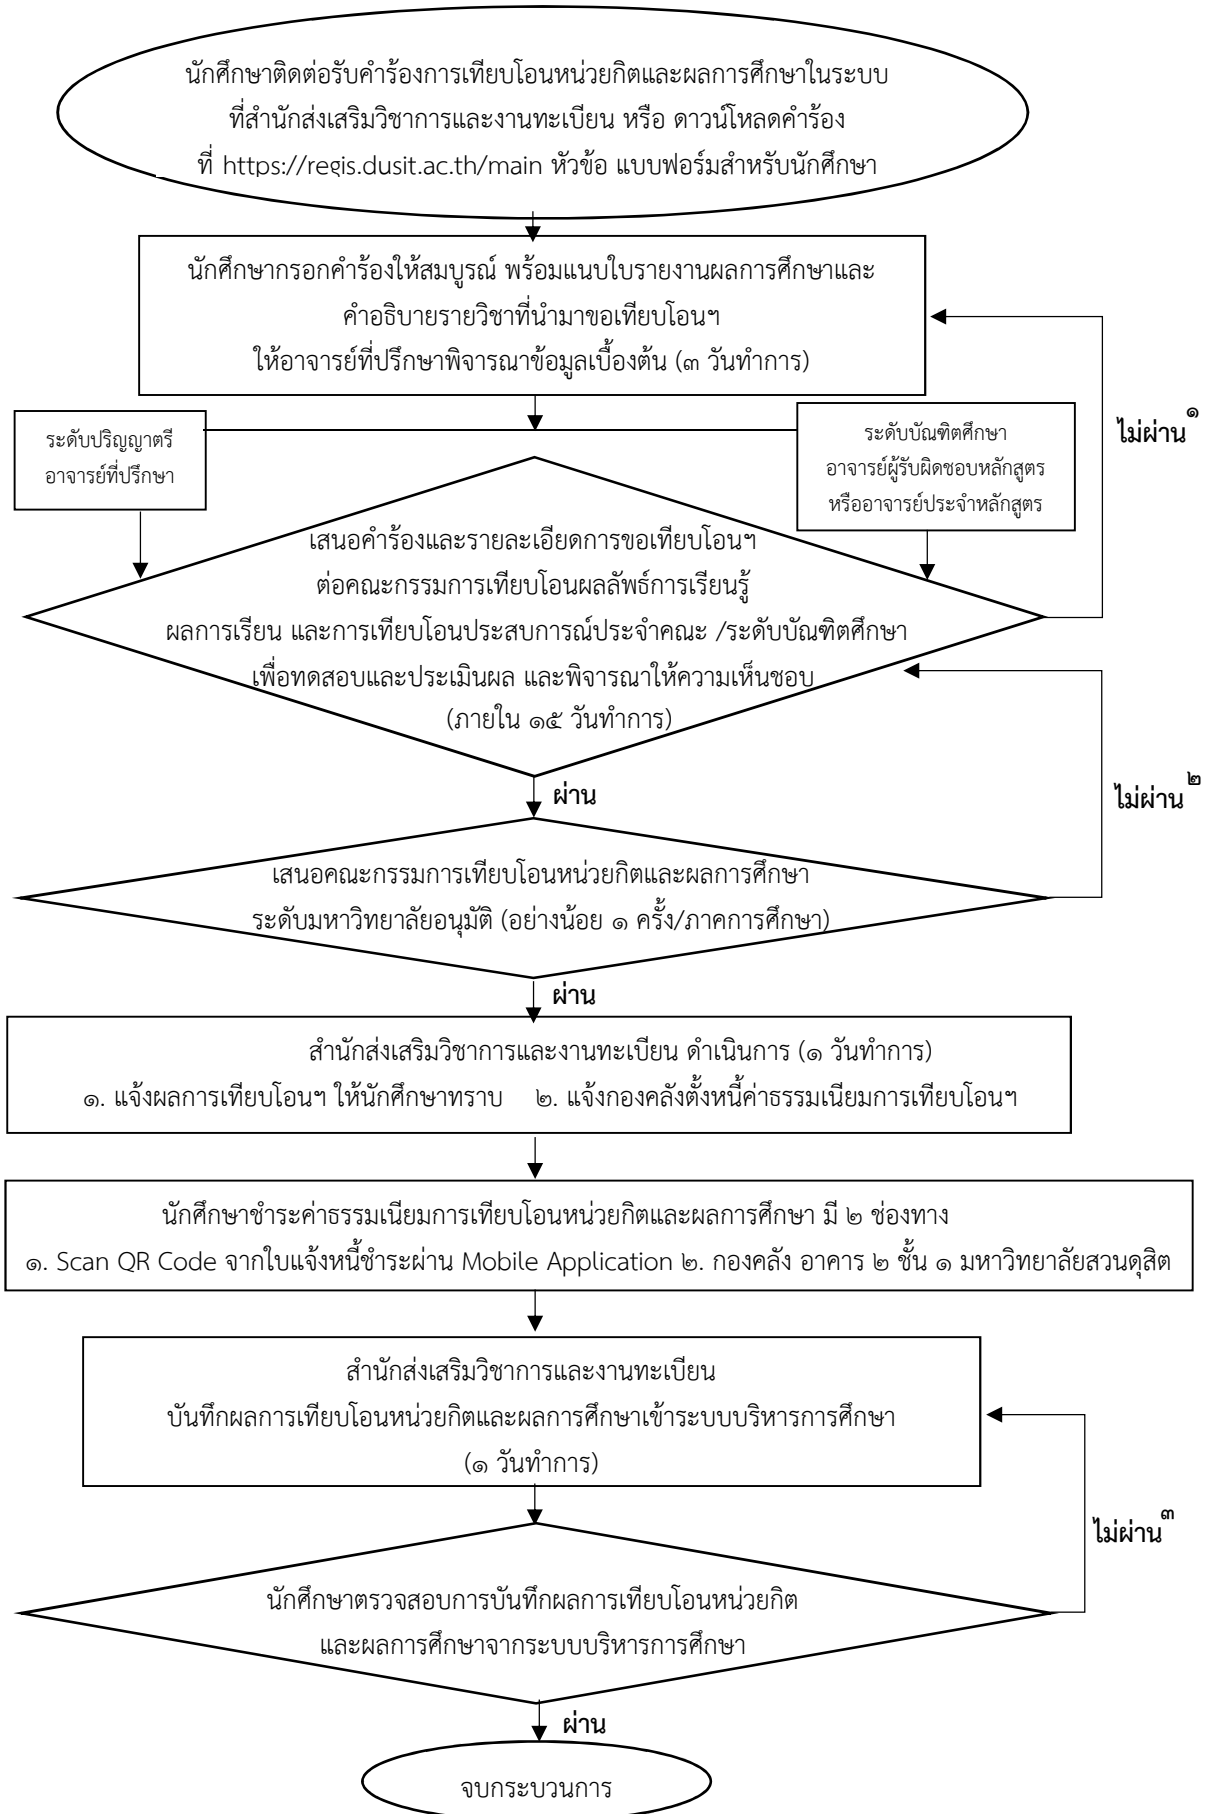 นักศึกษาติดต่อรับคำร้องการเทียบโอนหน่วยกิตและผลการศึกษาในระบบ
ที่สำนักส่งเสริมวิชาการและงานทะเบียน หรือ ดาวน์โหลดคำร้อง
ที่ https://regis.dusit.ac.th/main หัวข้อ แบบฟอร์มสำหรับนักศึกษา
นักศึกษากรอกคำร้องให้สมบูรณ์ พร้อมแนบใบรายงานผลการศึกษาและ
คำอธิบายรายวิชาที่นำมาขอเทียบโอนฯ
ให้อาจารย์ที่ปรึกษาพิจารณาข้อมูลเบื้องต้น (๓ วันทำการ)
ไม่ผ่าน๑
ระดับปริญญาตรี
อาจารย์ที่ปรึกษา
ระดับบัณฑิตศึกษา
อาจารย์ผู้รับผิดชอบหลักสูตร
หรืออาจารย์ประจำหลักสูตร
เสนอคำร้องและรายละเอียดการขอเทียบโอนฯ
ต่อคณะกรรมการเทียบโอนผลลัพธ์การเรียนรู้
ผลการเรียน และการเทียบโอนประสบการณ์ประจำคณะ /ระดับบัณฑิตศึกษา
เพื่อทดสอบและประเมินผล และพิจารณาให้ความเห็นชอบ
(ภายใน ๑๕ วันทำการ)
ผ่าน
ไม่ผ่าน๒
เสนอคณะกรรมการเทียบโอนหน่วยกิตและผลการศึกษา
ระดับมหาวิทยาลัยอนุมัติ (อย่างน้อย ๑ ครั้ง/ภาคการศึกษา)
ผ่าน
สำนักส่งเสริมวิชาการและงานทะเบียน ดำเนินการ (๑ วันทำการ)
๑. แจ้งผลการเทียบโอนฯ ให้นักศึกษาทราบ ๒. แจ้งกองคลังตั้งหนี้ค่าธรรมเนียมการเทียบโอนฯ
นักศึกษาชำระค่าธรรมเนียมการเทียบโอนหน่วยกิตและผลการศึกษา มี ๒ ช่องทาง
๑. Scan QR Code จากใบแจ้งหนี้ชำระผ่าน Mobile Application ๒. กองคลัง อาคาร ๒ ชั้น ๑ มหาวิทยาลัยสวนดุสิต
สำนักส่งเสริมวิชาการและงานทะเบียน
บันทึกผลการเทียบโอนหน่วยกิตและผลการศึกษาเข้าระบบบริหารการศึกษา
(๑ วันทำการ)
ไม่ผ่าน๓
นักศึกษาตรวจสอบการบันทึกผลการเทียบโอนหน่วยกิต
และผลการศึกษาจากระบบบริหารการศึกษา
ผ่าน
จบกระบวนการ